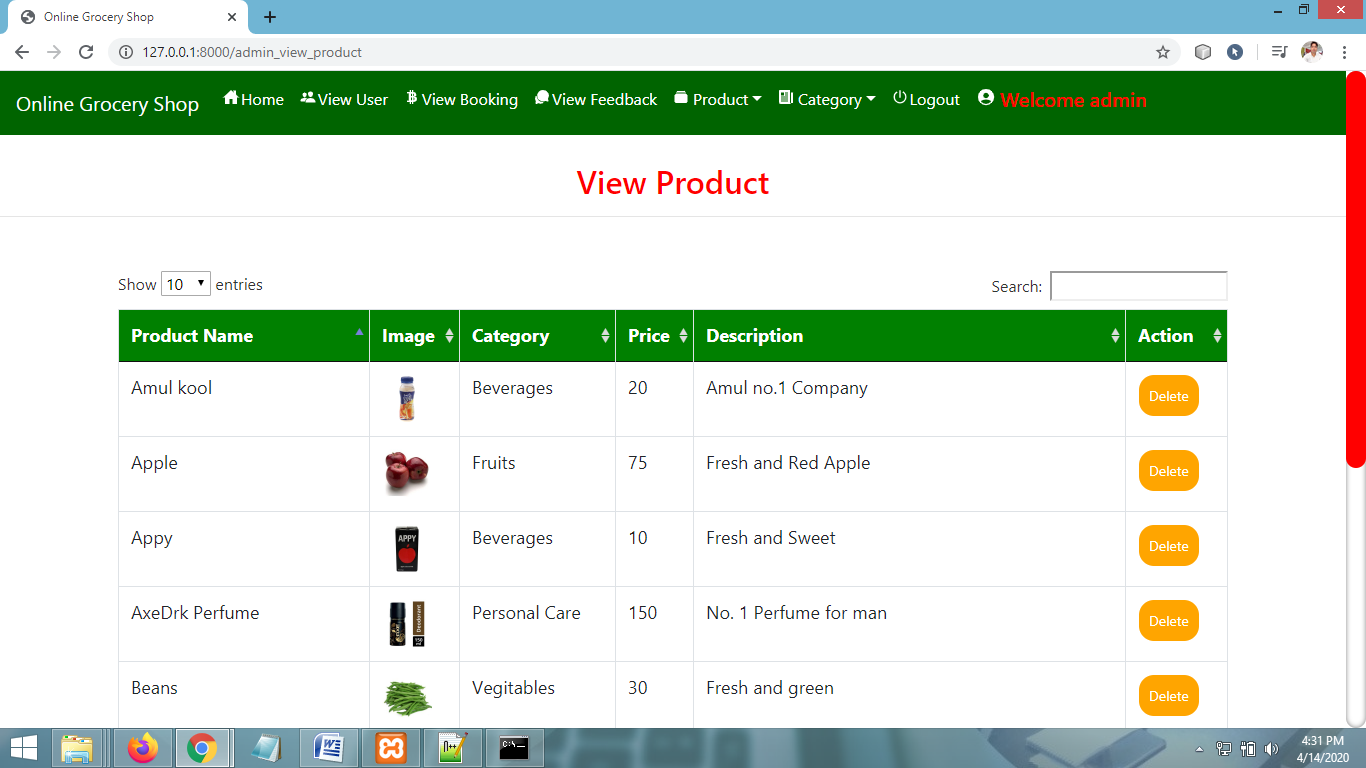 Online Grocery Shop
127.0.0.1:8000/admin_view_product
Online Grocery Shop Home View User View Booking View Feedback Product Category Logout Welcome admin
View Product
Show 10 entries Search:
Product Name Image Category Price Description Action
Amul kool Beverages 20 Amul no.1 Company Delete
Apple Fruits 75 Fresh and Red Apple Delete
Appy APPY Beverages 10 Fresh and Sweet Delete
AxeDrk Perfume Deodorant 150 Personal Care 150 No. 1 Perfume for man Delete
Beans Vegitables 30 Fresh and green Delete
4:31 PM
4/14/2020